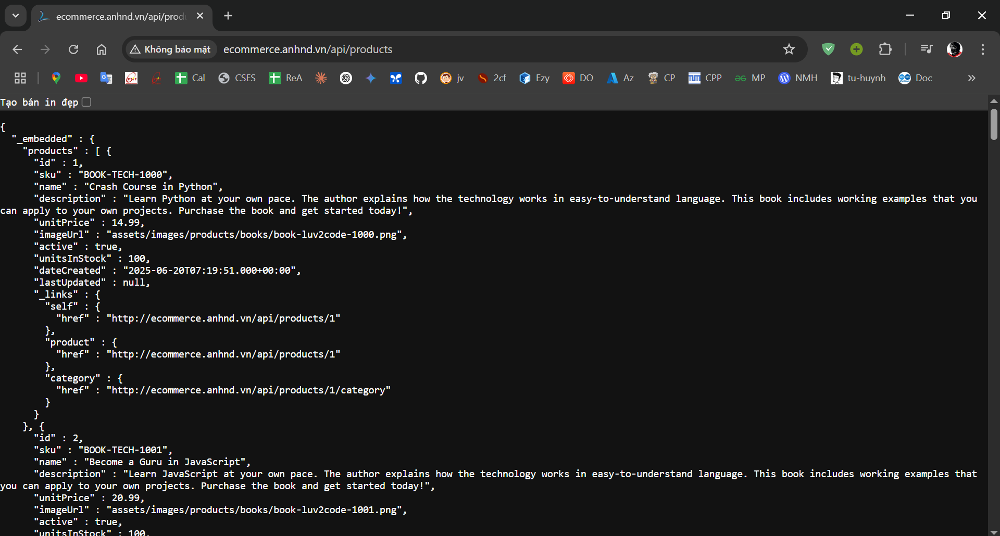 ecommerce.anhnd.vn/api/prod
Không bảo mật ecommerce.anhnd.vn/api/products
Cal CSES ReA jv 2cf Ezy DO Az CP CPP MP NMH tu-huynh Doc
Tạo bản in đẹp
{
"_embedded" : {
"products" : [ {
"id" : 1,
"sku" : "BOOK-TECH-1000",
"name" : "Crash Course in Python",
"description" : "Learn Python at your own pace. The author explains how the technology works in easy-to-understand language. This book includes working examples that you
can apply to your own projects. Purchase the book and get started today!",
"unitPrice" : 14.99,
"imageUrl" : "assets/images/products/books/book-luv2code-1000.png",
"active" : true,
"unitsInStock" : 100,
"dateCreated" : "2025-06-20T07:19:51.000+00:00",
"lastUpdated" : null,
"_links" : {
"self" : {
"href" : "http://ecommerce.anhnd.vn/api/products/1"
},
"product" : {
"href" : "http://ecommerce.anhnd.vn/api/products/1"
},
"category" : {
"href" : "http://ecommerce.anhnd.vn/api/products/1/category"
}
}
}, {
"id" : 2,
"sku" : "BOOK-TECH-1001",
"name" : "Become a Guru in JavaScript",
"description" : "Learn JavaScript at your own pace. The author explains how the technology works in easy-to-understand language. This book includes working examples that
you can apply to your own projects. Purchase the book and get started today!",
"unitPrice" : 20.99,
"imageUrl" : "assets/images/products/books/book-luv2code-1001.png",
"active" : true,
"unitsInStock" : 100,